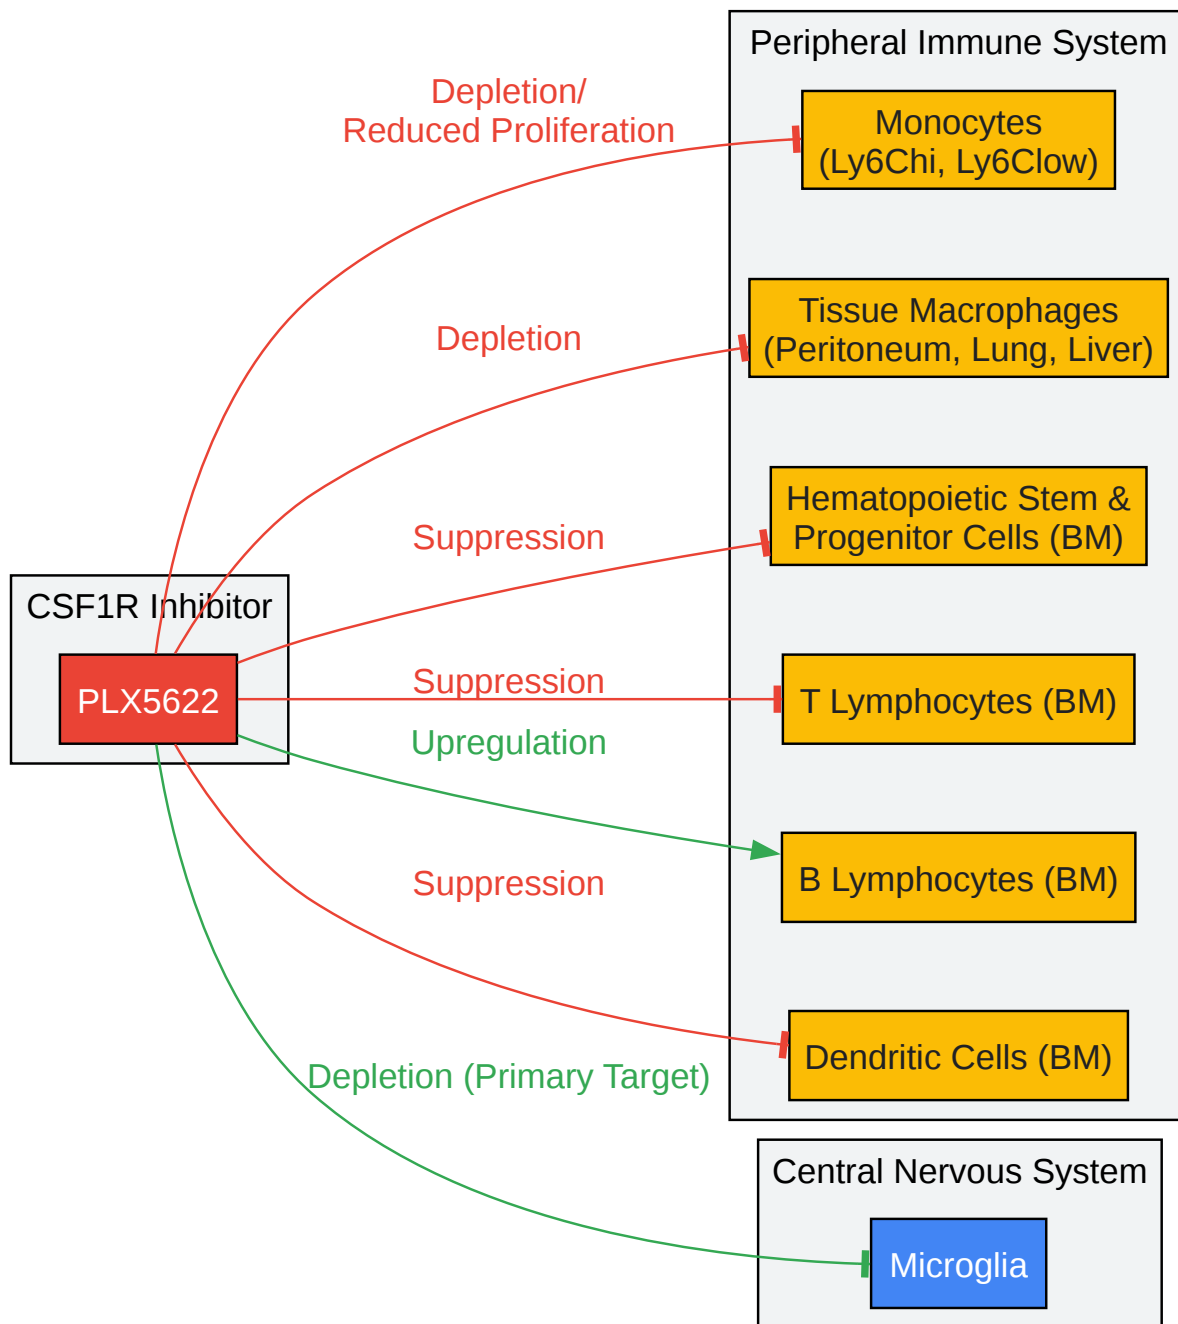 Peripheral Immune System
Depletion/
Reduced Proliferation
Monocytes
(Ly6Chi, Ly6Clow)
Depletion
Tissue Macrophages
(Peritoneum, Lung, Liver)
Suppression
Hematopoietic Stem &
Progenitor Cells (BM)
CSF1R Inhibitor
PLX5622
Suppression
T Lymphocytes (BM)
Upregulation
B Lymphocytes (BM)
Suppression
Dendritic Cells (BM)
Depletion (Primary Target)
Central Nervous System
Microglia